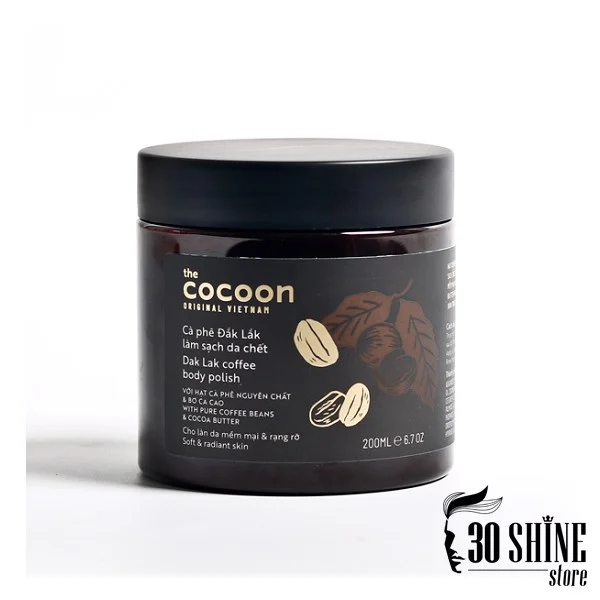 the
cocoon
ORIGINAL VIETNAM
Cà phê Đắk Lắk
làm sạch da chết
Dak Lak coffee
body polish
VỚI HẠT CÀ PHÊ NGUYÊN CHẤT
& BƠ CA CAO
WITH PURE COFFEE BEANS
& COCOA BUTTER
Cho làn da mềm mại & rạng rỡ
Soft & radiant skin
200ML ℮ 6.7 OZ
30 SHINE
store